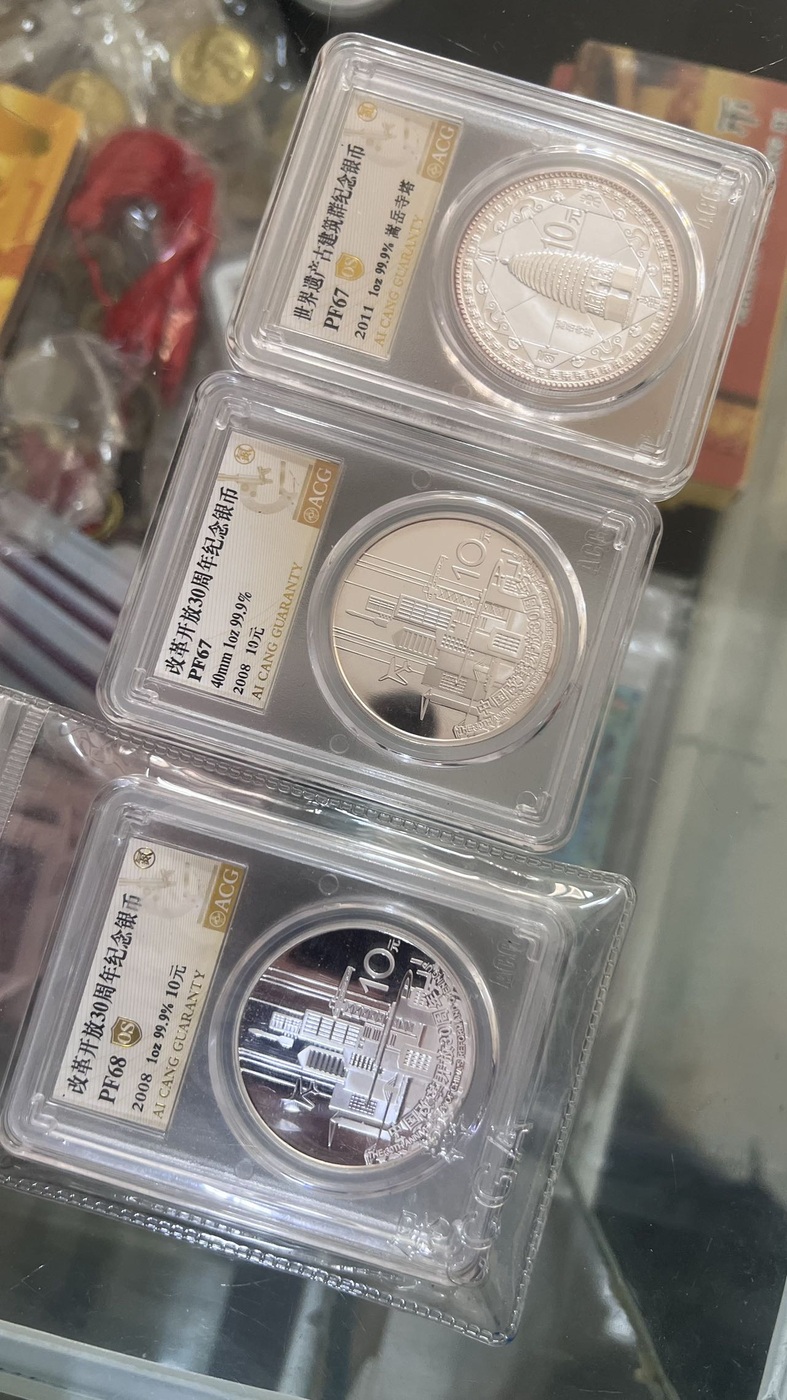 世界遗产古建筑群纪念银币
PF67 OS
2011 1oz 99.9% 嵩岳寺塔
AI CANG GUARANTY
ACG
10元
改革开放30周年纪念银币
PF67
40mm 1oz 99.9%
2008 10元
AI CANG GUARANTY
ACG
10元
改革开放30周年纪念银币
PF68 OS
2008 1oz 99.9% 10元
AI CANG GUARANTY
ACG
10元